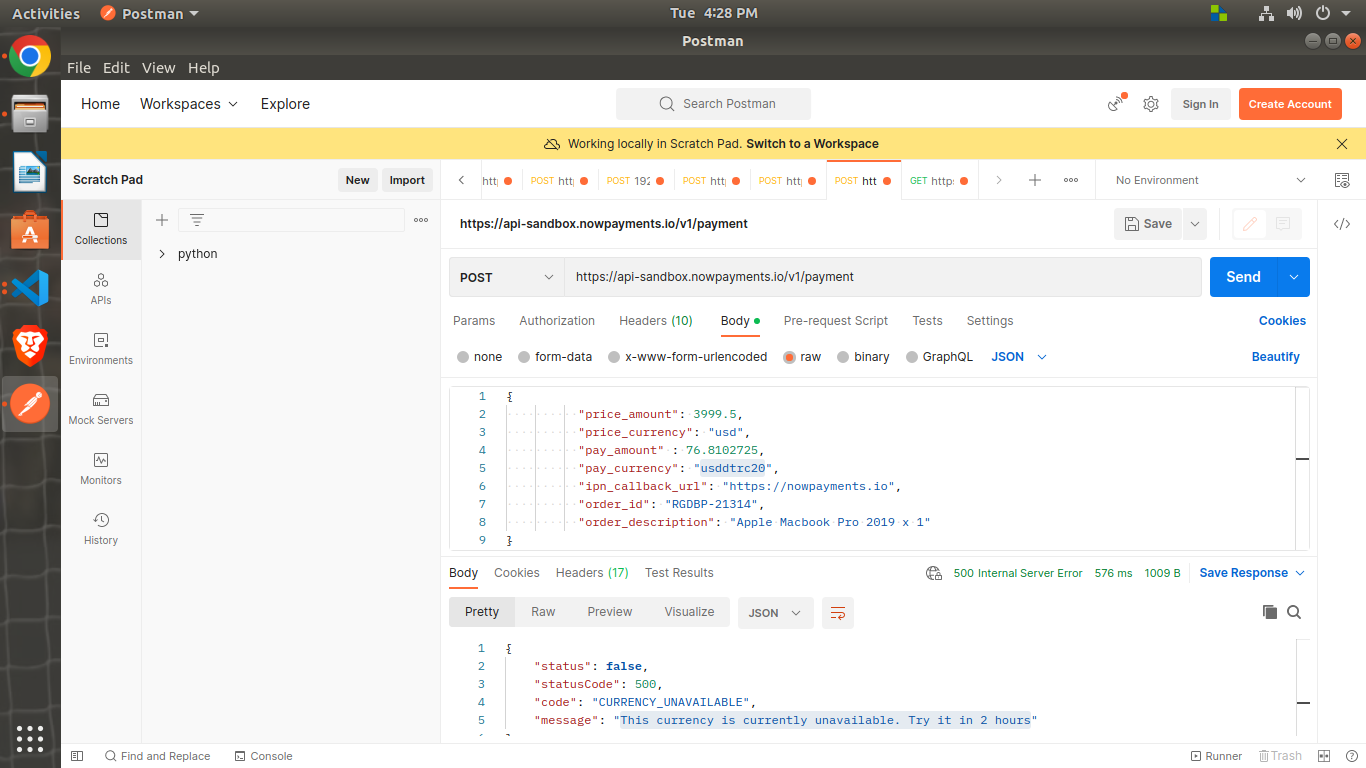 Activities Postman Tue 4:28 PM
Postman
File Edit View Help
Home Workspaces Explore Search Postman Sign In Create Account
Working locally in Scratch Pad. Switch to a Workspace
Scratch Pad New Import
htt POST htt POST 192 POST htt POST htt POST htt GET https No Environment
Collections
APIs
Environments
Mock Servers
Monitors
History
python
https://api-sandbox.nowpayments.io/v1/payment Save
POST https://api-sandbox.nowpayments.io/v1/payment Send
Params Authorization Headers (10) Body Pre-request Script Tests Settings Cookies
none form-data x-www-form-urlencoded raw binary GraphQL JSON Beautify
1 {
2 "price_amount": 3999.5,
3 "price_currency": "usd",
4 "pay_amount" : 76.8102725,
5 "pay_currency": "usddtrc20",
6 "ipn_callback_url": "https://nowpayments.io",
7 "order_id": "RGDBP-21314",
8 "order_description": "Apple Macbook Pro 2019 x 1"
9 }
Body Cookies Headers (17) Test Results 500 Internal Server Error 576 ms 1009 B Save Response
Pretty Raw Preview Visualize JSON
1 {
2 "status": false,
3 "statusCode": 500,
4 "code": "CURRENCY_UNAVAILABLE",
5 "message": "This currency is currently unavailable. Try it in 2 hours"
Find and Replace Console Runner Trash